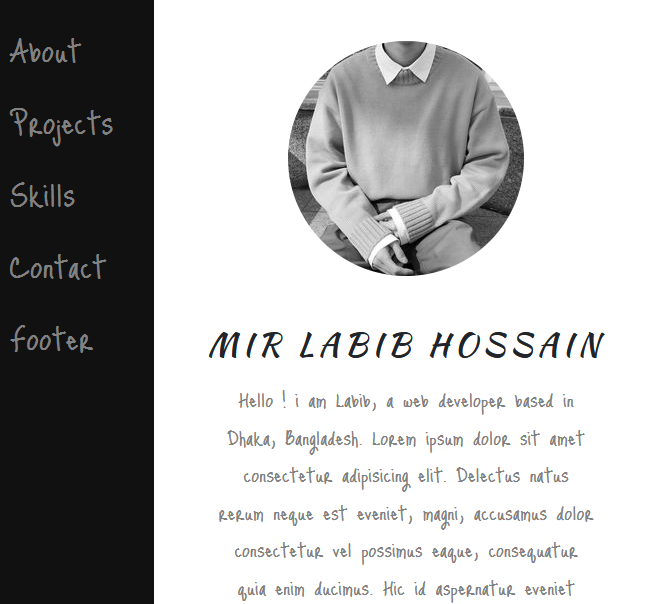 About
Projects
Skills
Contact
Footer
MIR LABIB HOSSAIN
Hello ! i am Labib, a web developer based in
Dhaka, Bangladesh. Lorem ipsum dolor sit amet
consectetur adipisicing elit. Delectus natus
rerum neque est eveniet, magni, accusamus dolor
consectetur vel possimus eaque, consequatur
quia enim ducimus. Hic id aspernatur eveniet